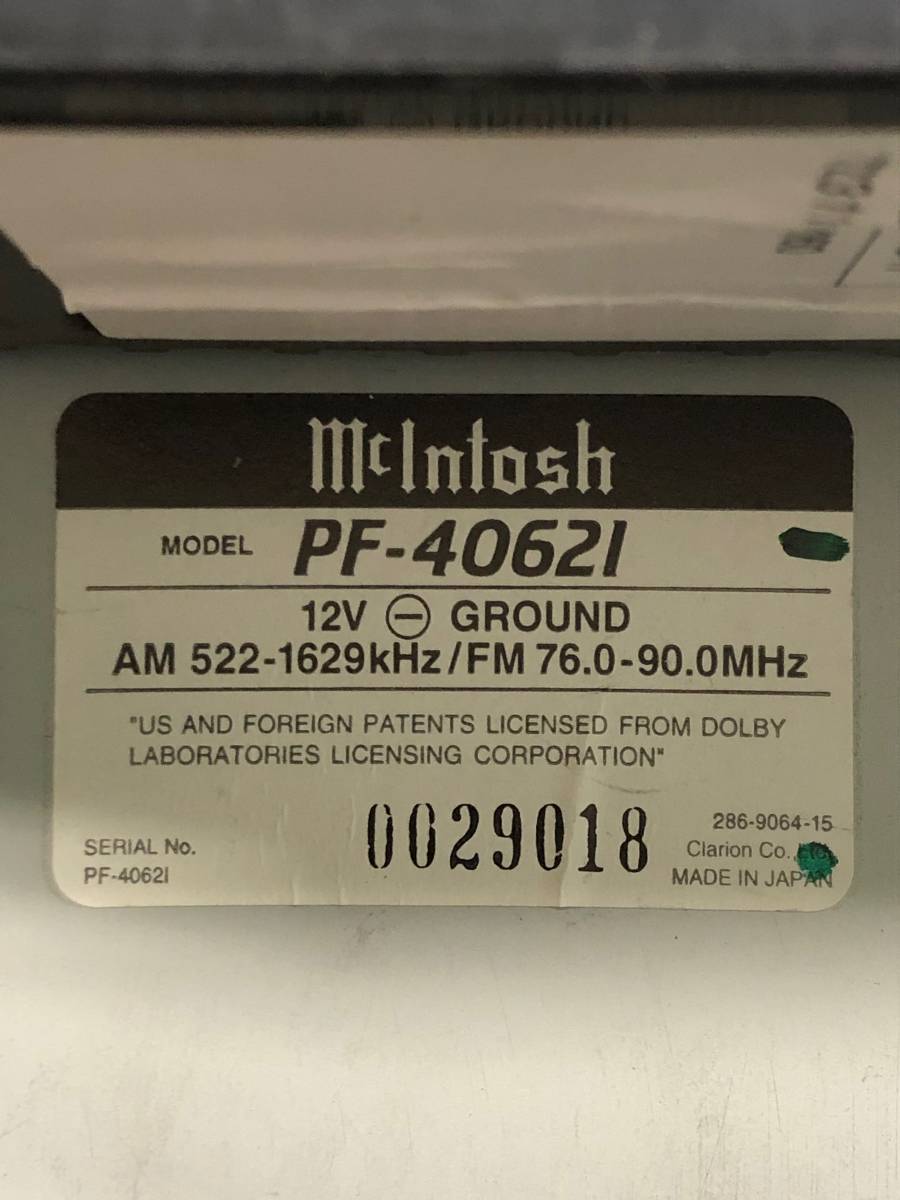 McIntosh
MODEL PF-4062I
12V ⊖ GROUND
AM 522-1629kHz/FM 76.0-90.0MHz
"US AND FOREIGN PATENTS LICENSED FROM DOLBY
LABORATORIES LICENSING CORPORATION"
0029018
286-9064-15
SERIAL No.
Clarion Co., Ltd.
PF-4062I
MADE IN JAPAN